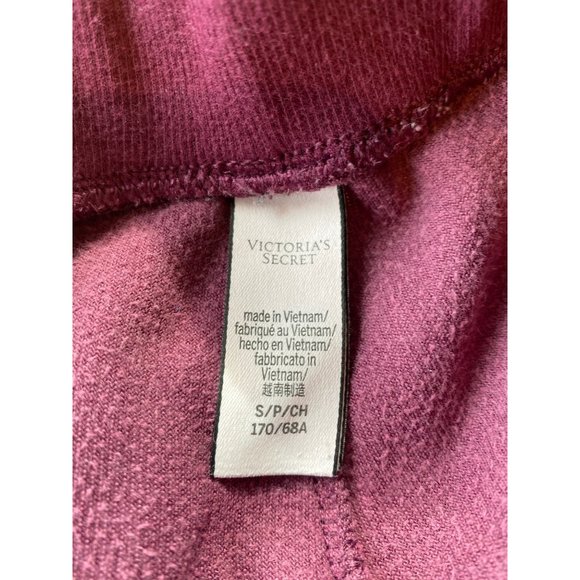 VICTORIA'S
SECRET
made in Vietnam/
fabriqué au Vietnam/
hecho en Vietnam/
fabbricato in
Vietnam/
越南制造
S/P/CH
170/68A